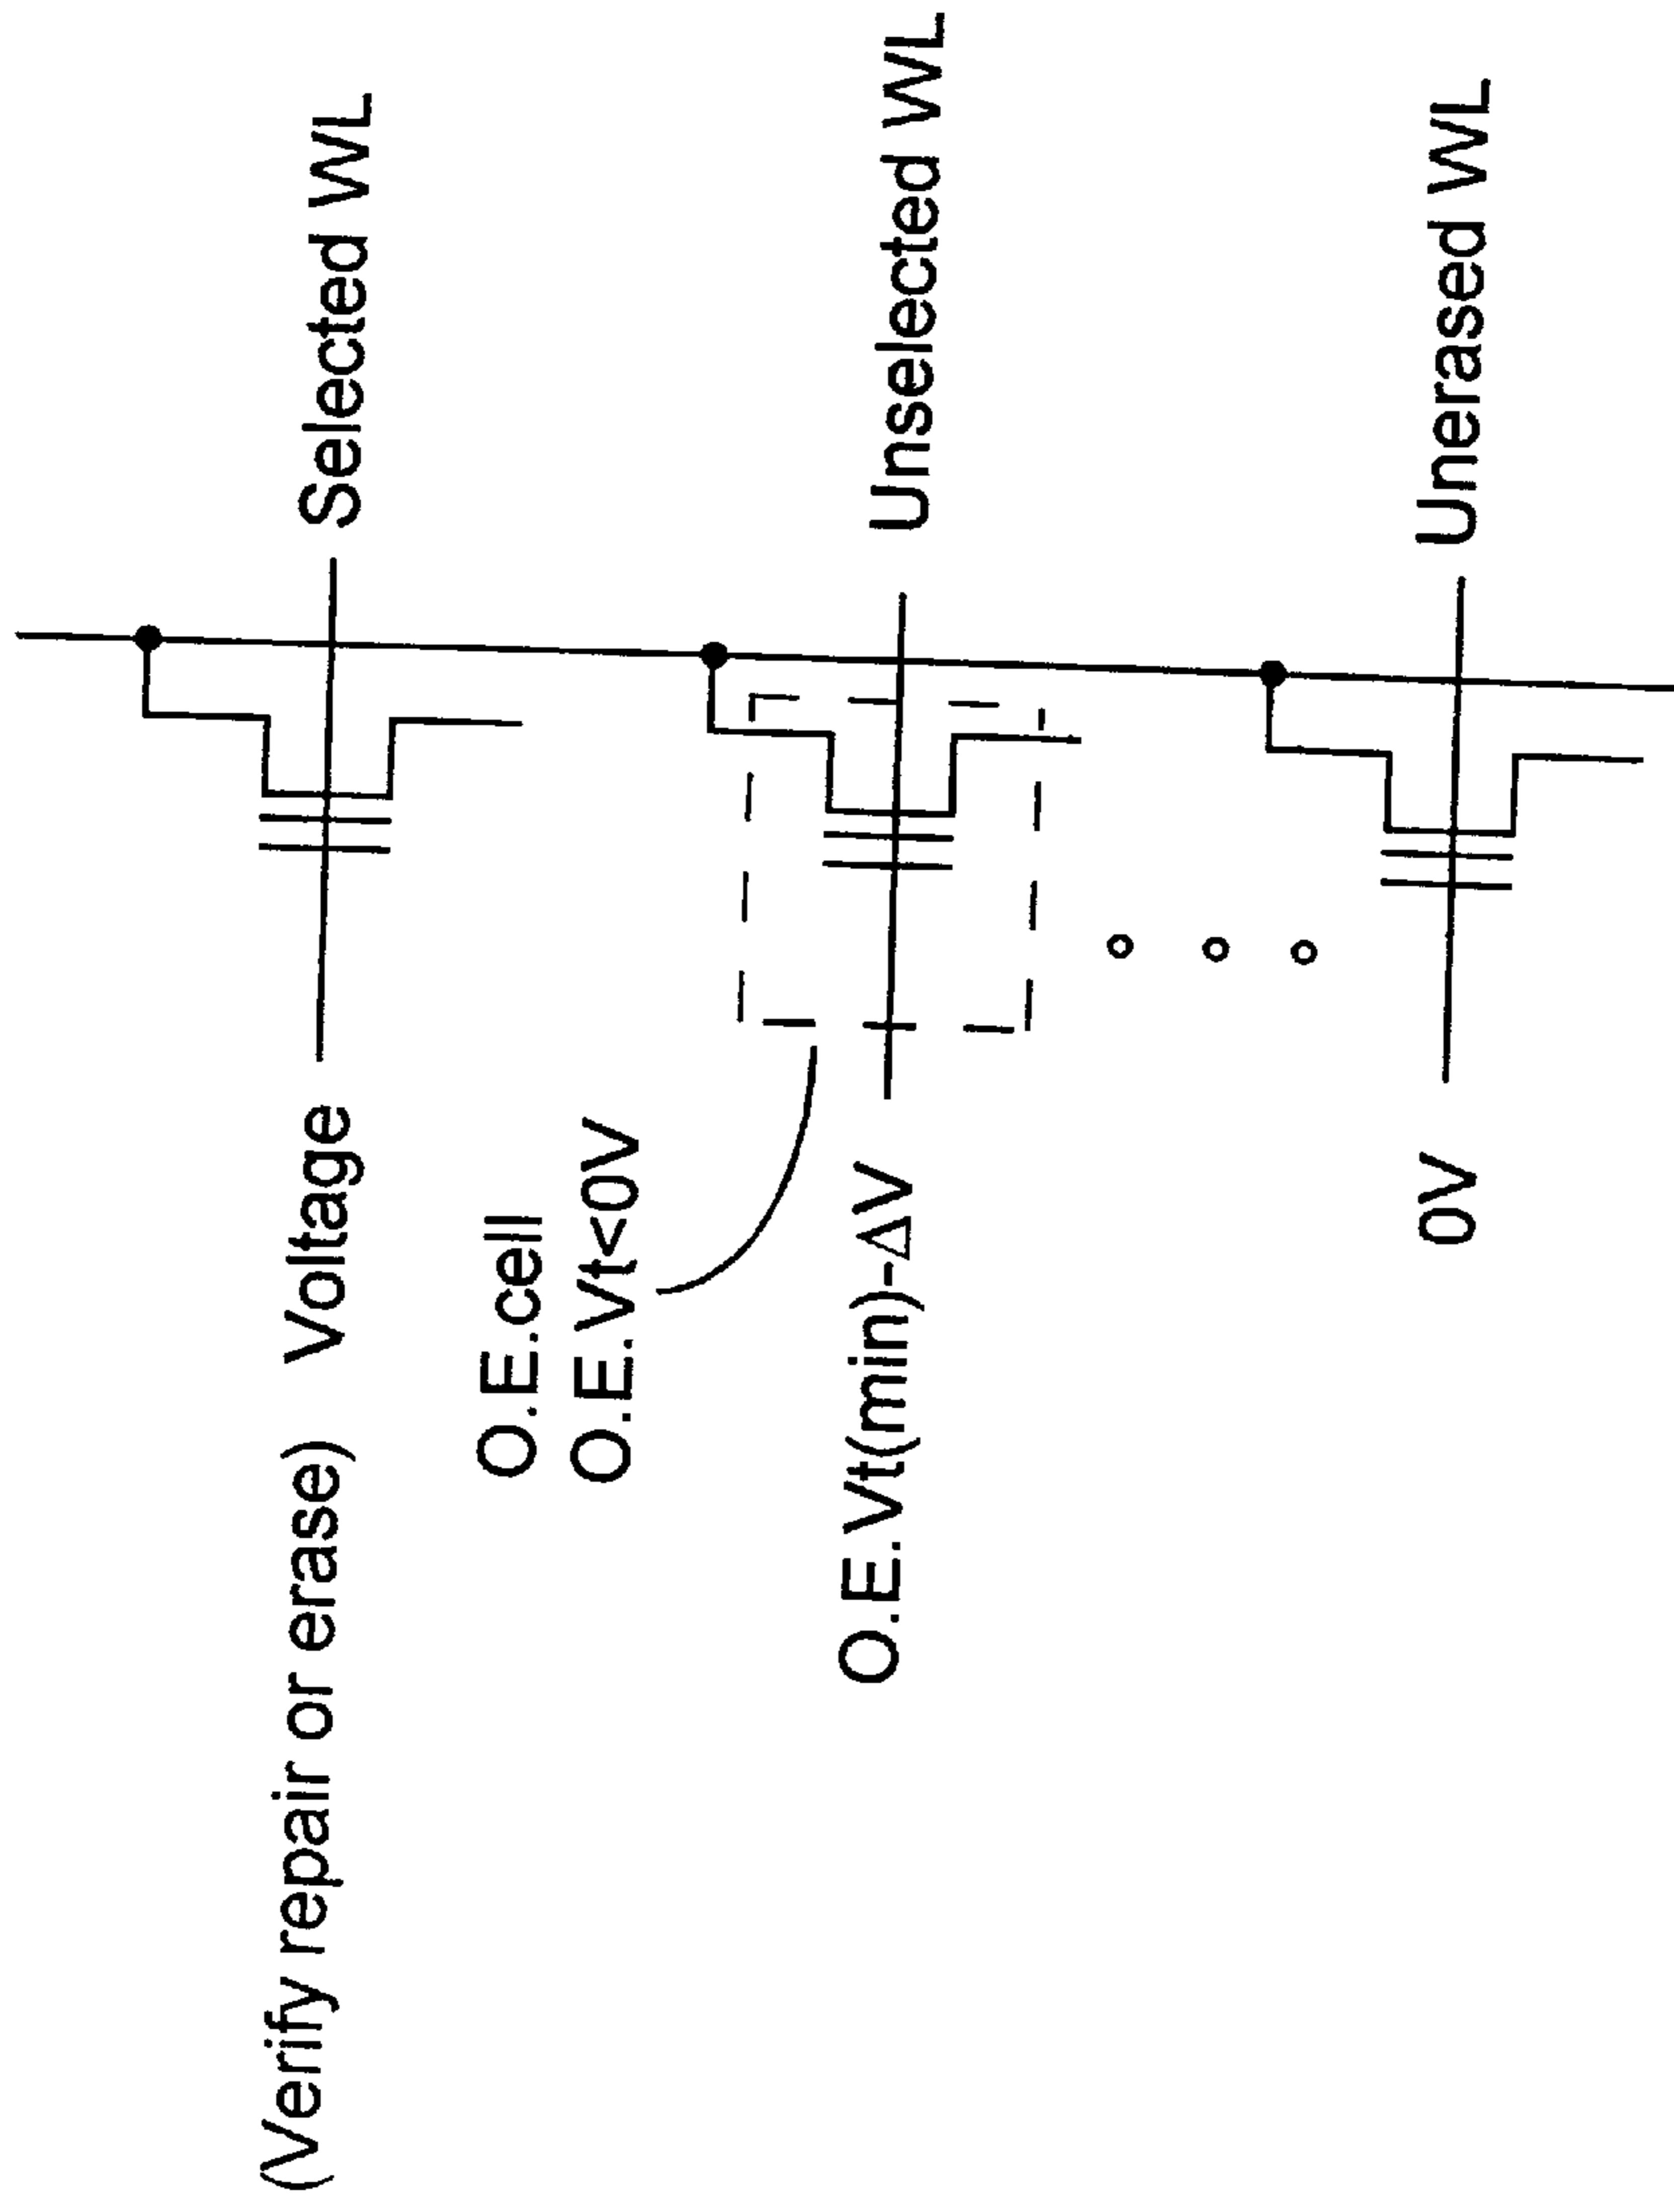 (Verify repair or erase) Voltage
Selected WL
O.E.cell
O.E.Vt<0V
O.E.Vt(min)-ΔV
Unselected WL
0V
Unerased WL